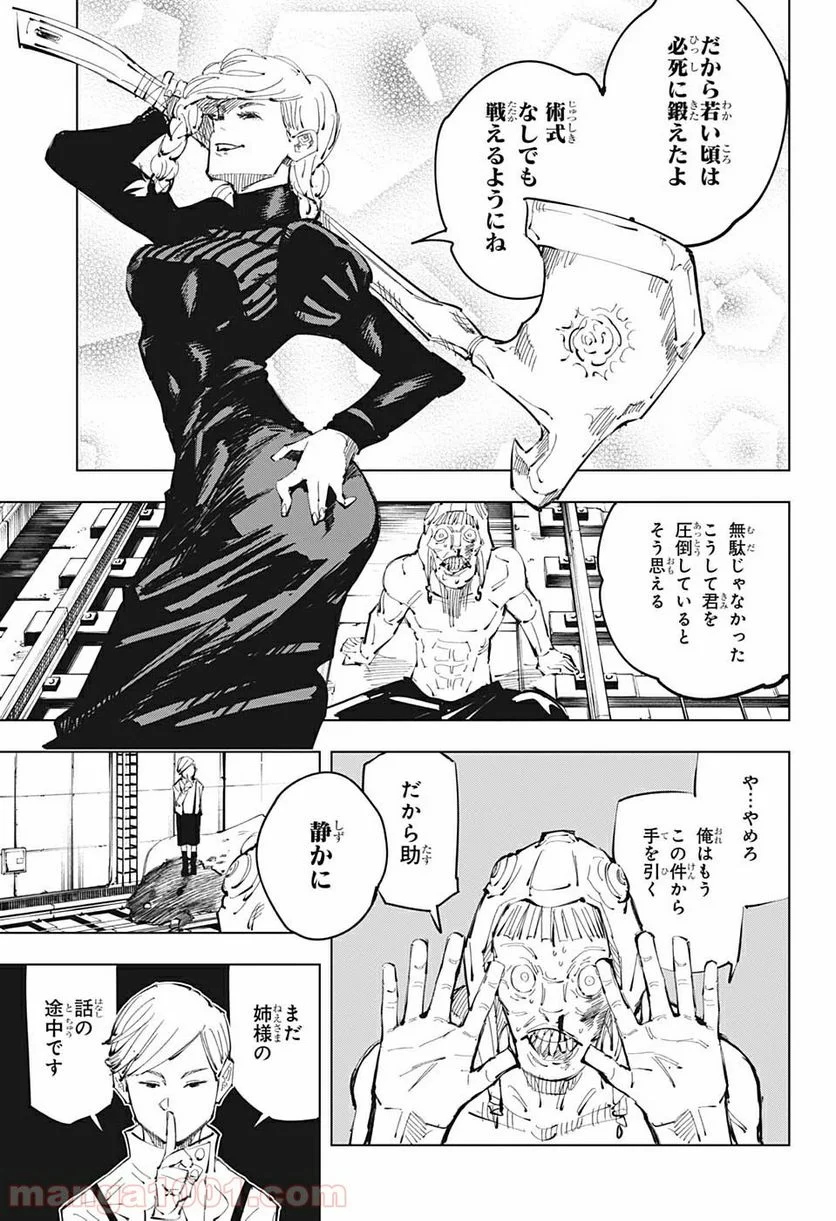 だから若い頃は
必死に鍛えたよ
術式
なしでも
戦えるようにね
無駄じゃなかった
こうして君を
圧倒していると
そう思える
や…やめろ
俺はもう
この件から
手を引く
だから助
静かに
まだ
姉様の
話の
途中です
manga1001.com